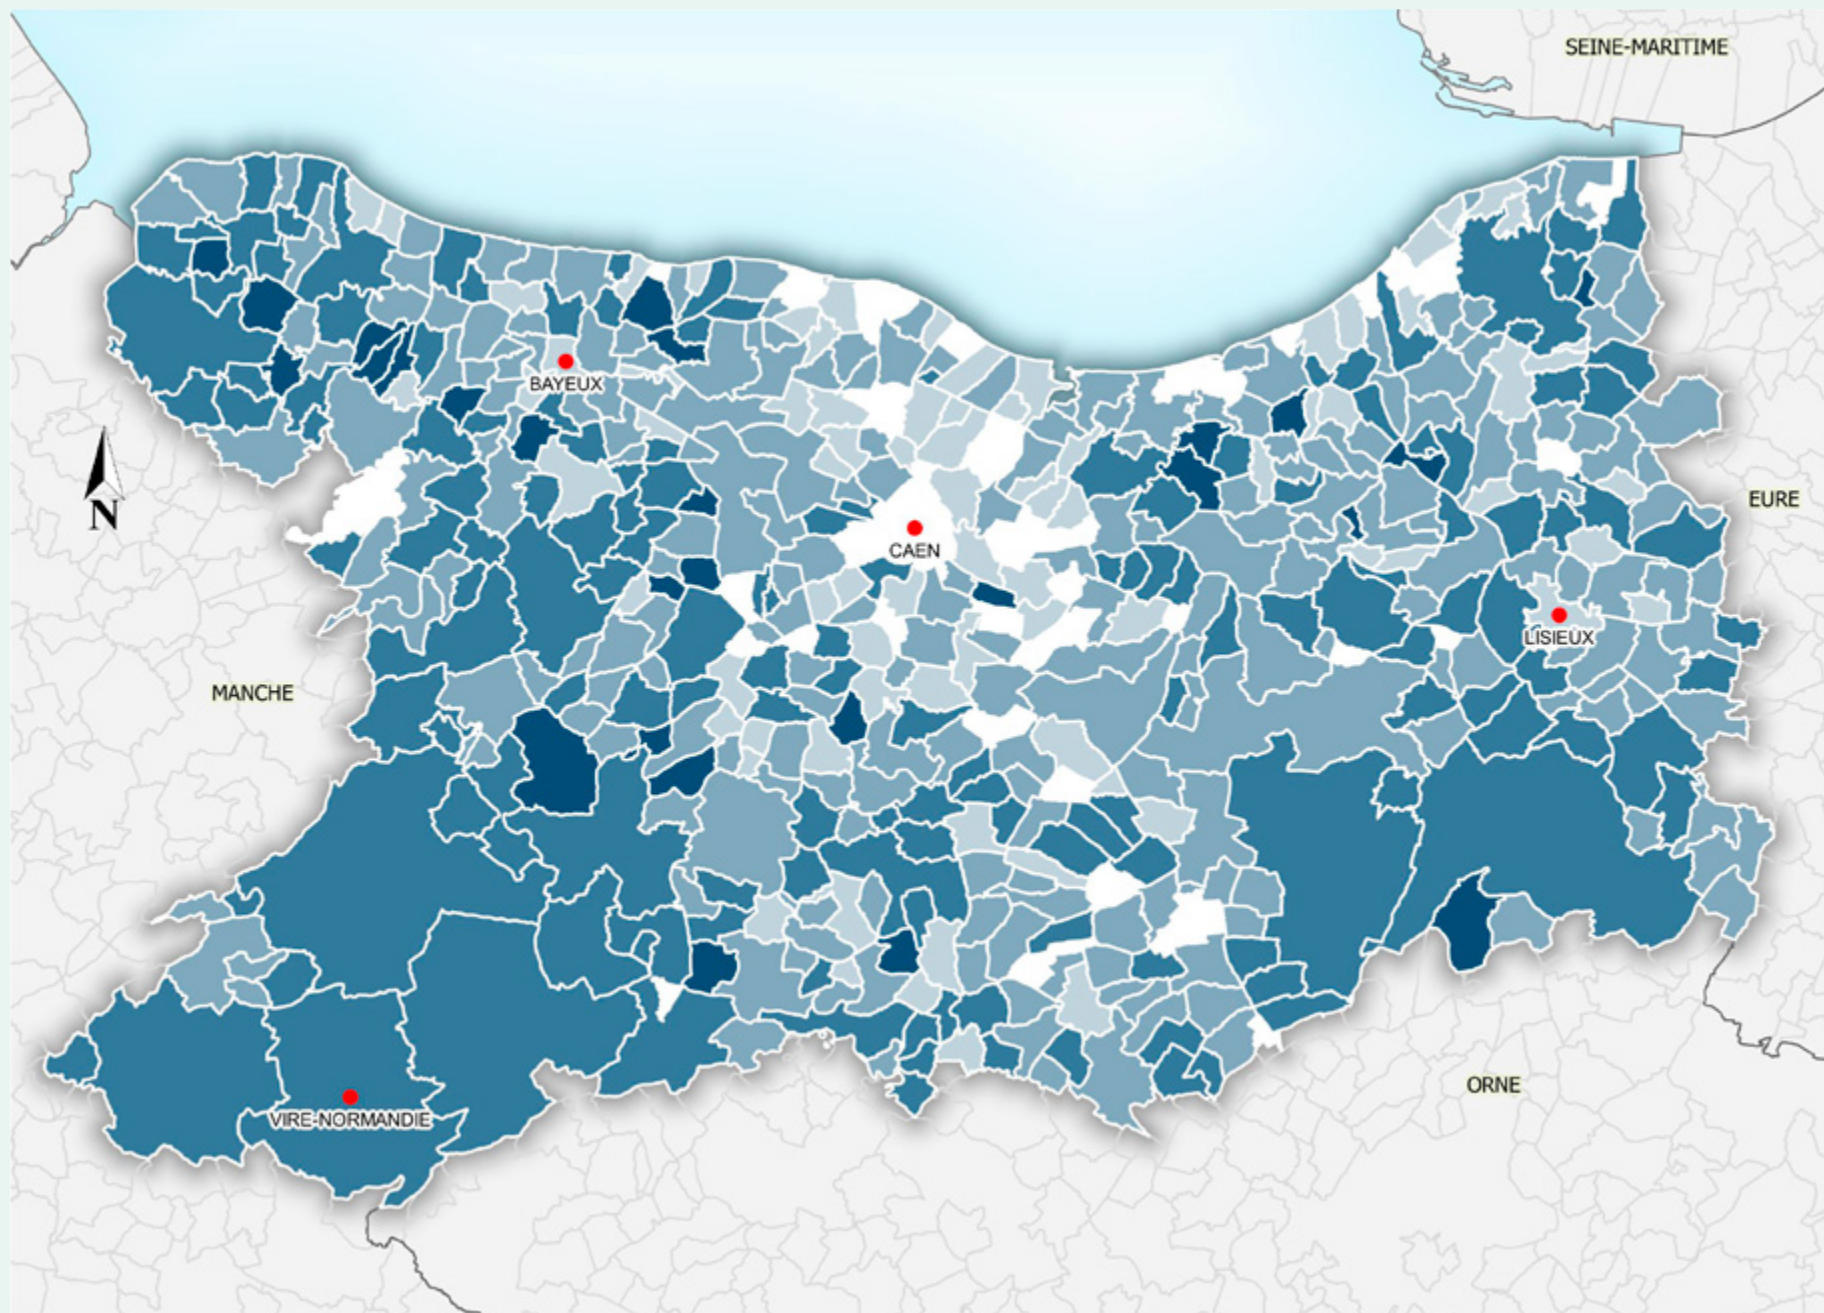 SEINE-MARITIME
BAYEUX
N
EURE
CAEN
LISIEUX
MANCHE
ORNE
VIRE-NORMANDIE